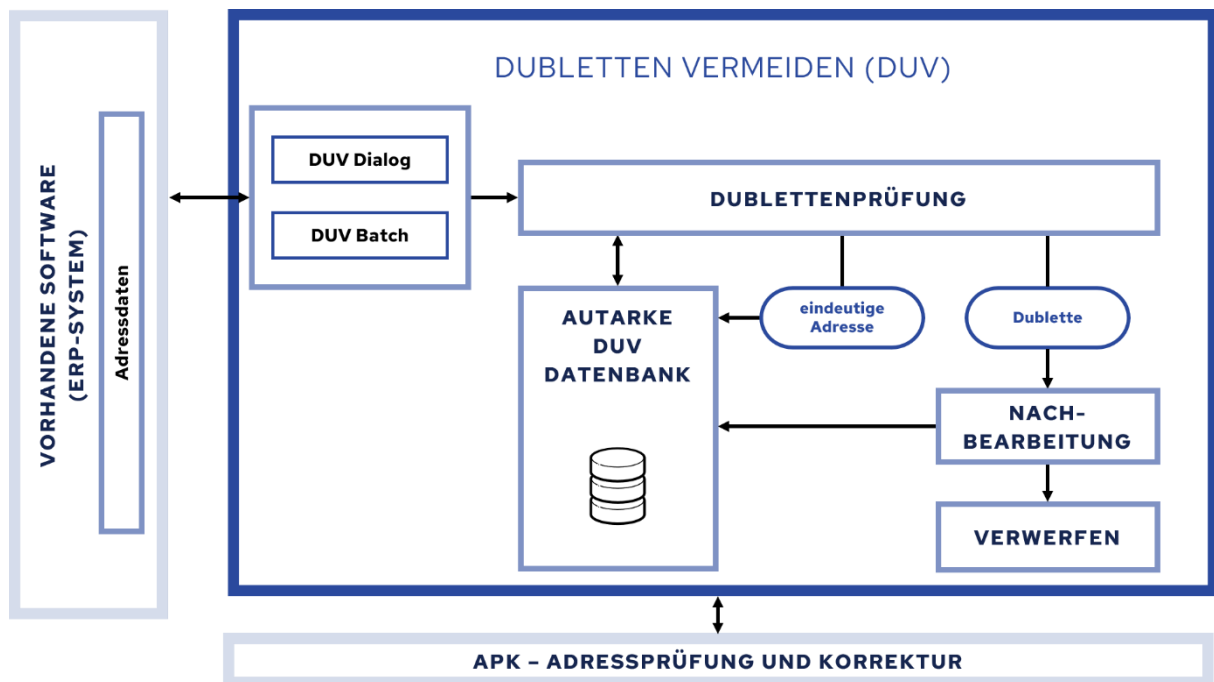 VORHANDENE SOFTWARE
(ERP-SYSTEM)
Adressdaten
DUBLETTEN VERMEIDEN (DUV)
DUV Dialog
DUV Batch
DUBLETTENPRÜFUNG
AUTARKE
DUV
DATENBANK
eindeutige
Adresse
Dublette
NACH-
BEARBEITUNG
VERWERFEN
APK – ADRESSPRÜFUNG UND KORREKTUR